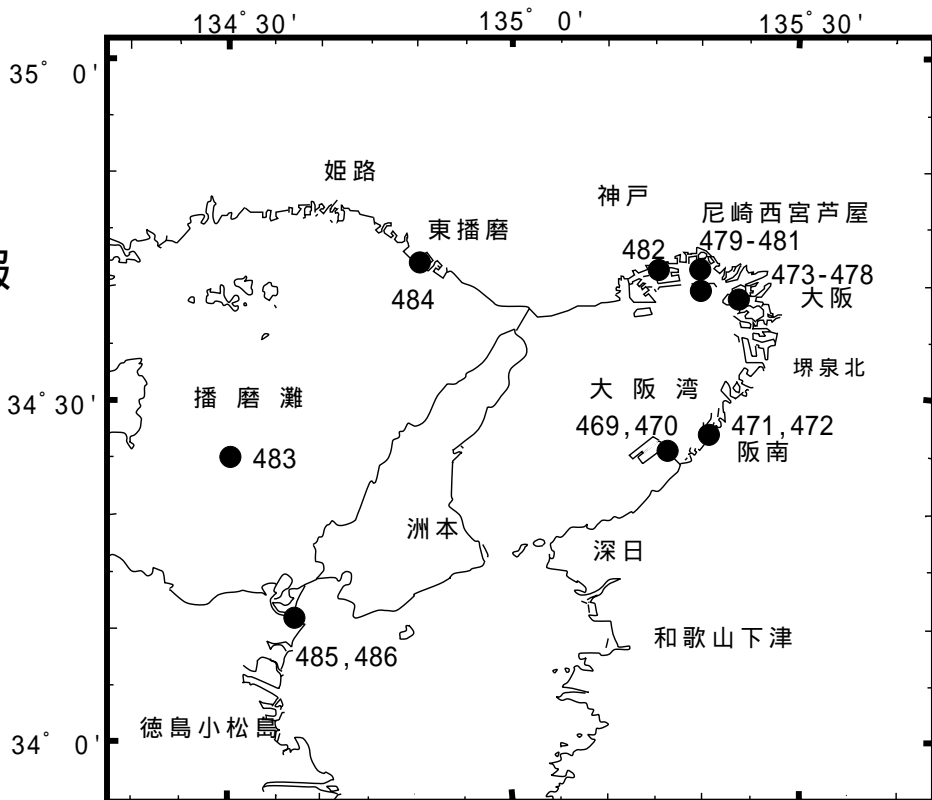 134° 30'
135° 0'
135° 30'
35° 0'
姫路
神戸
尼崎西宮芦屋
東播磨
482
479-481
報
473-478
484
大阪
堺泉北
播磨灘
大阪湾
34° 30'
469,470
471,472
阪南
483
洲本
深日
和歌山下津
485,486
徳島小松島
34° 0'